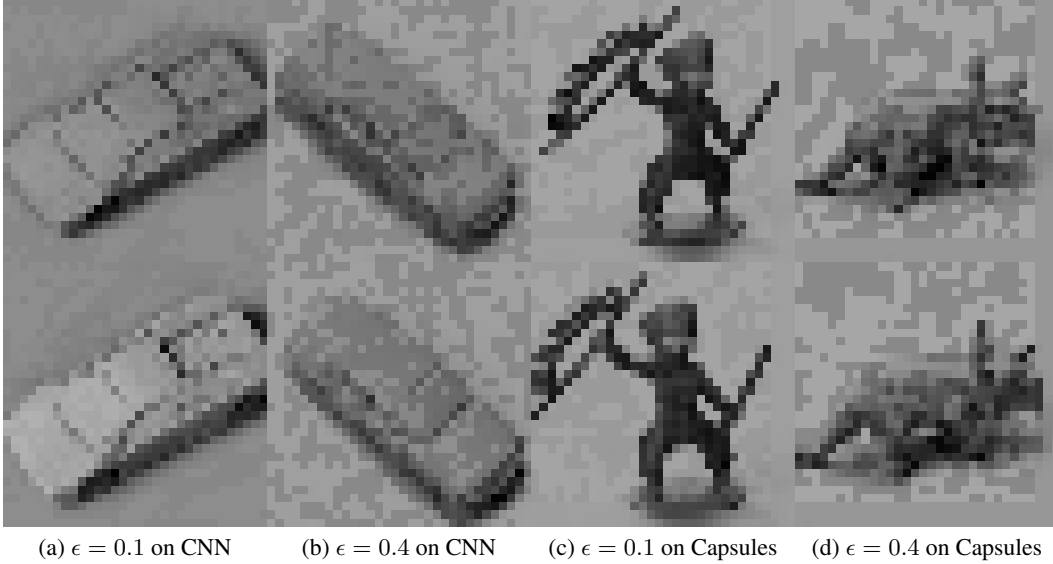 (a) ϵ = 0.1 on CNN (b) ϵ = 0.4 on CNN (c) ϵ = 0.1 on Capsules (d) ϵ = 0.4 on Capsules